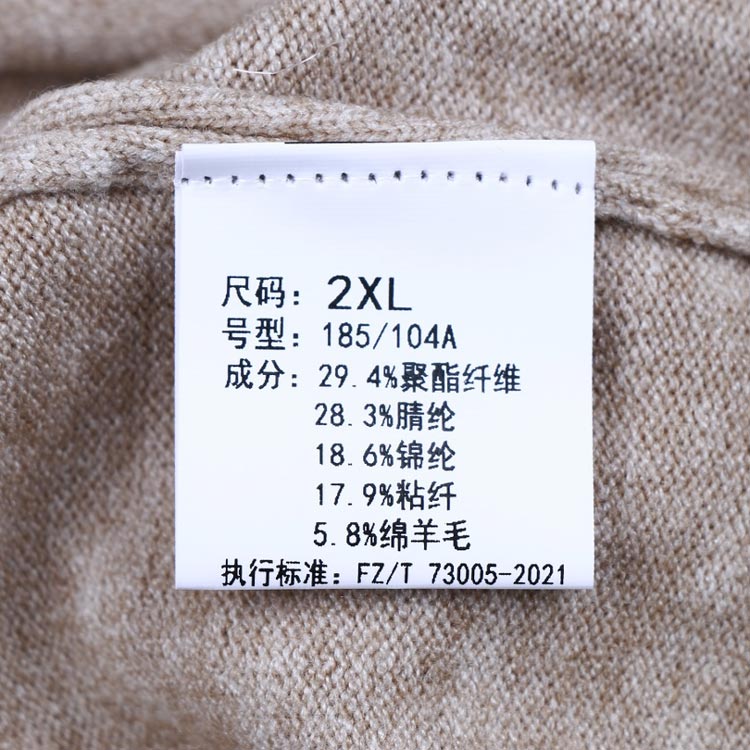 尺码：2XL
号型：185/104A
成分：29.4%聚酯纤维
28.3%腈纶
18.6%锦纶
17.9%粘纤
5.8%绵羊毛
执行标准：FZ/T 73005-2021